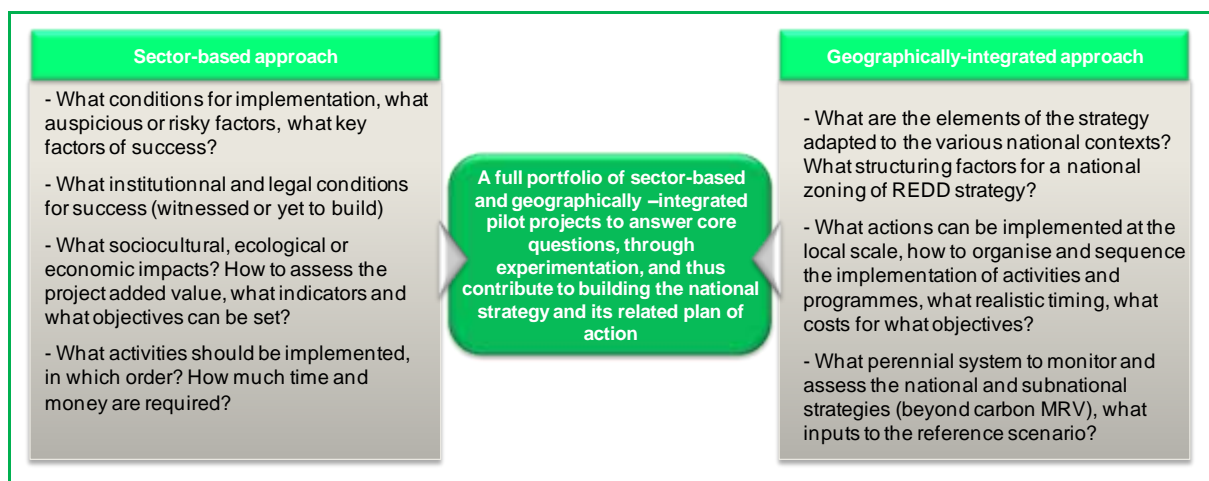 Sector-based approach
- What conditions for implementation, what
auspicious or risky factors, what key
factors of success?
- What institutionnal and legal conditions
for success (witnessed or yet to build)
- What sociocultural, ecological or
economic impacts? How to assess the
project added value, what indicators and
what objectives can be set?
- What activities should be implemented,
in which order? How much time and
money are required?
A full portfolio of sector-based
and geographically –integrated
pilot projects to answer core
questions, through
experimentation, and thus
contribute to building the national
strategy and its related plan of
action
Geographically-integrated approach
- What are the elements of the strategy
adapted to the various national contexts?
What structuring factors for a national
zoning of REDD strategy?
- What actions can be implemented at the
local scale, how to organise and sequence
the implementation of activities and
programmes, what realistic timing, what
costs for what objectives?
- What perennial system to monitor and
assess the national and subnational
strategies (beyond carbon MRV), what
inputs to the reference scenario?